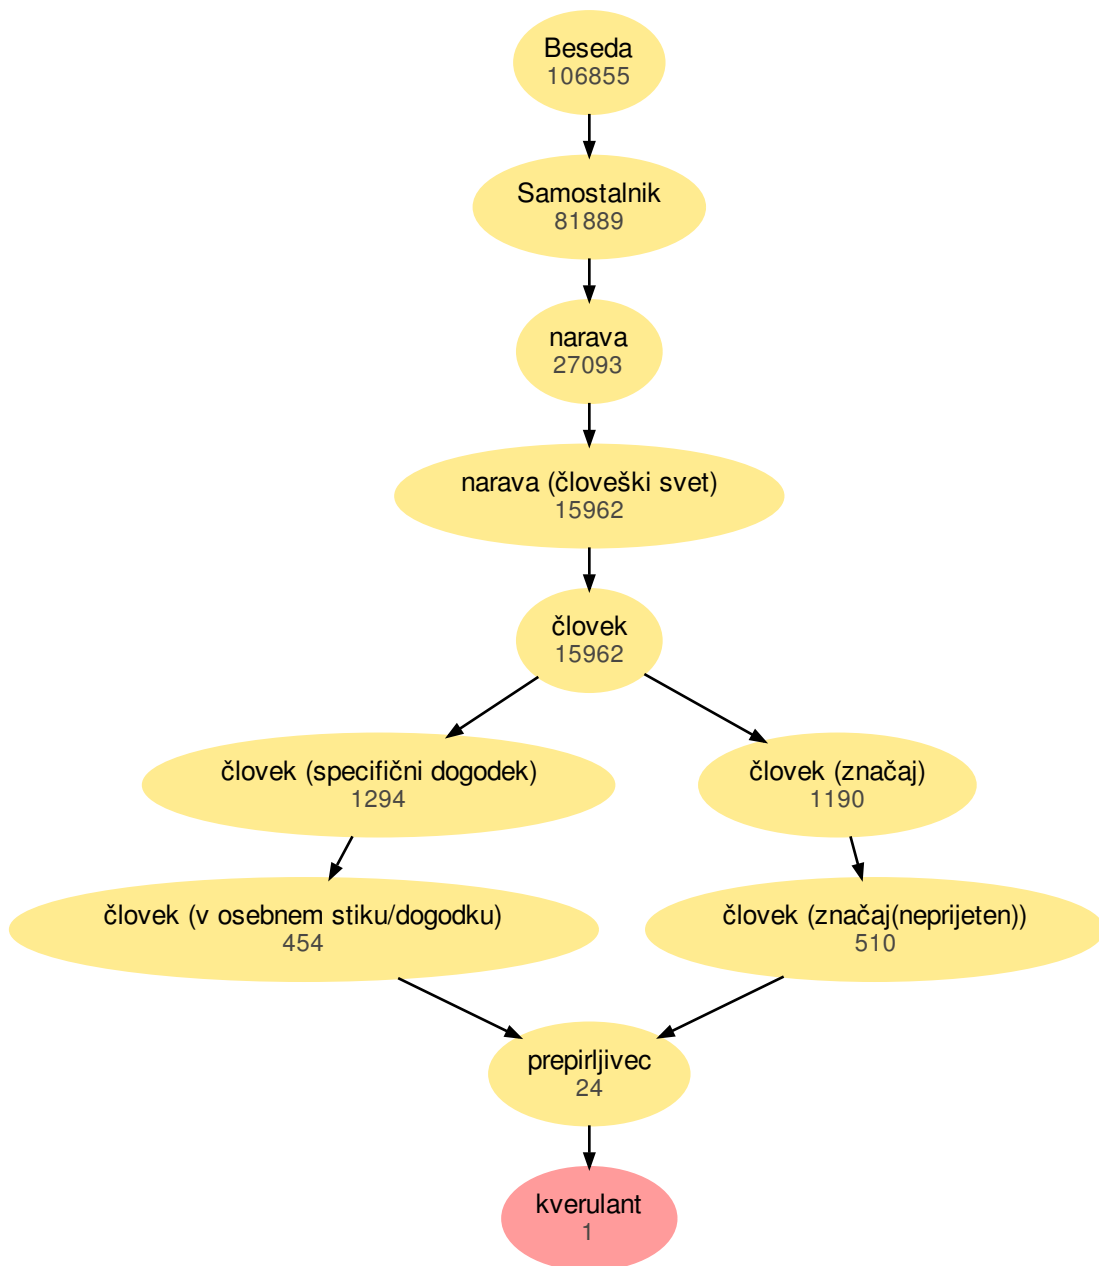 Beseda
106855
Samostalnik
81889
narava
27093
narava (človeški svet)
15962
človek
15962
človek (specifični dogodek)
1294
človek (značaj)
1190
človek (v osebnem stiku/dogodku)
454
človek (značaj(neprijeten))
510
prepirljivec
24
kverulant
1